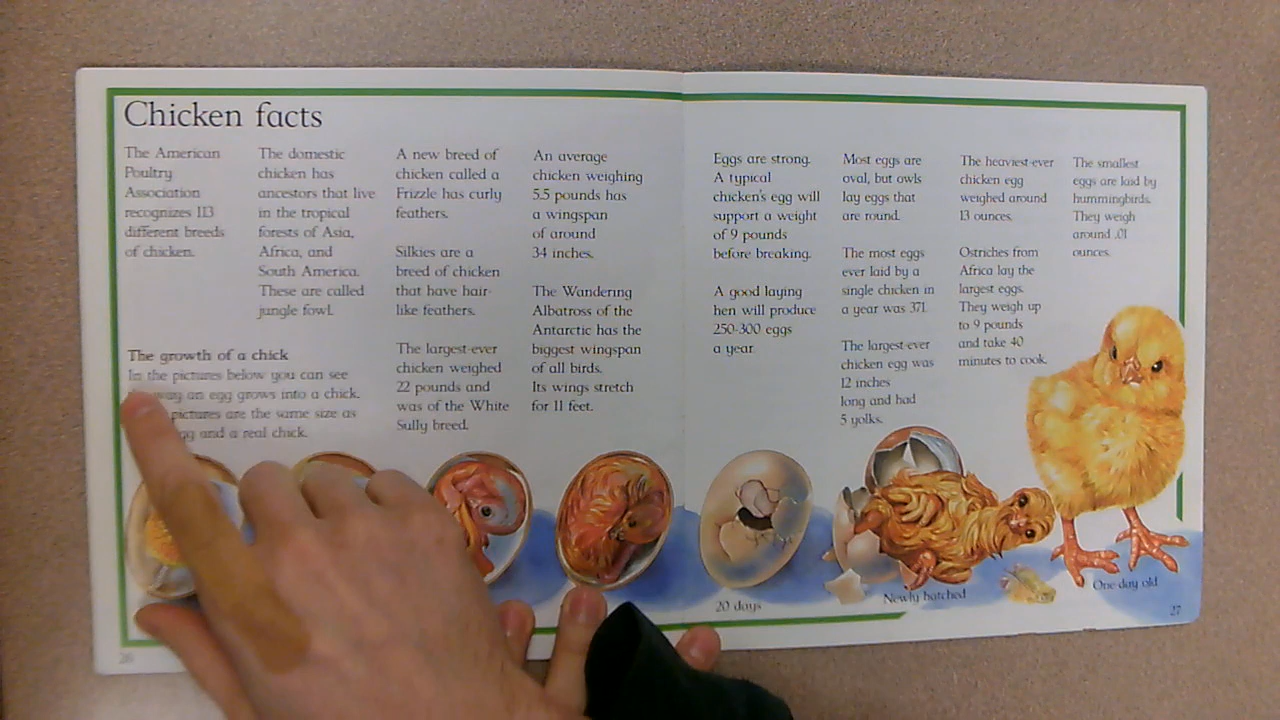 Chicken facts
The American
Poultry
Association
recognizes 113
different breeds
of chicken.
The domestic
chicken has
ancestors that live
in the tropical
forests of Asia,
Africa, and
South America.
These are called
jungle fowl.
A new breed of
chicken called a
Frizzle has curly
feathers.
Silkies are a
breed of chicken
that have hair-
like feathers.
The largest-ever
chicken weighed
22 pounds and
was of the White
Sully breed.
An average
chicken weighing
5.5 pounds has
a wingspan
of around
34 inches.
The Wandering
Albatross of the
Antarctic has the
biggest wingspan
of all birds.
Its wings stretch
for 11 feet.
The growth of a chick
In the pictures below you can see
way an egg grows into a chick.
pictures are the same size as
and a real chick.
26
Eggs are strong.
A typical
chicken's egg will
support a weight
of 9 pounds
before breaking.
A good laying
hen will produce
250-300 eggs
a year.
Most eggs are
oval, but owls
lay eggs that
are round.
The most eggs
ever laid by a
single chicken in
a year was 371.
The largest-ever
chicken egg was
12 inches
long and had
5 yolks.
The heaviest-ever
chicken egg
weighed around
13 ounces.
Ostriches from
Africa lay the
largest eggs.
They weigh up
to 9 pounds
and take 40
minutes to cook.
The smallest
eggs are laid by
hummingbirds.
They weigh
around .01
ounces.
20 days
Newly hatched
One-day old
27